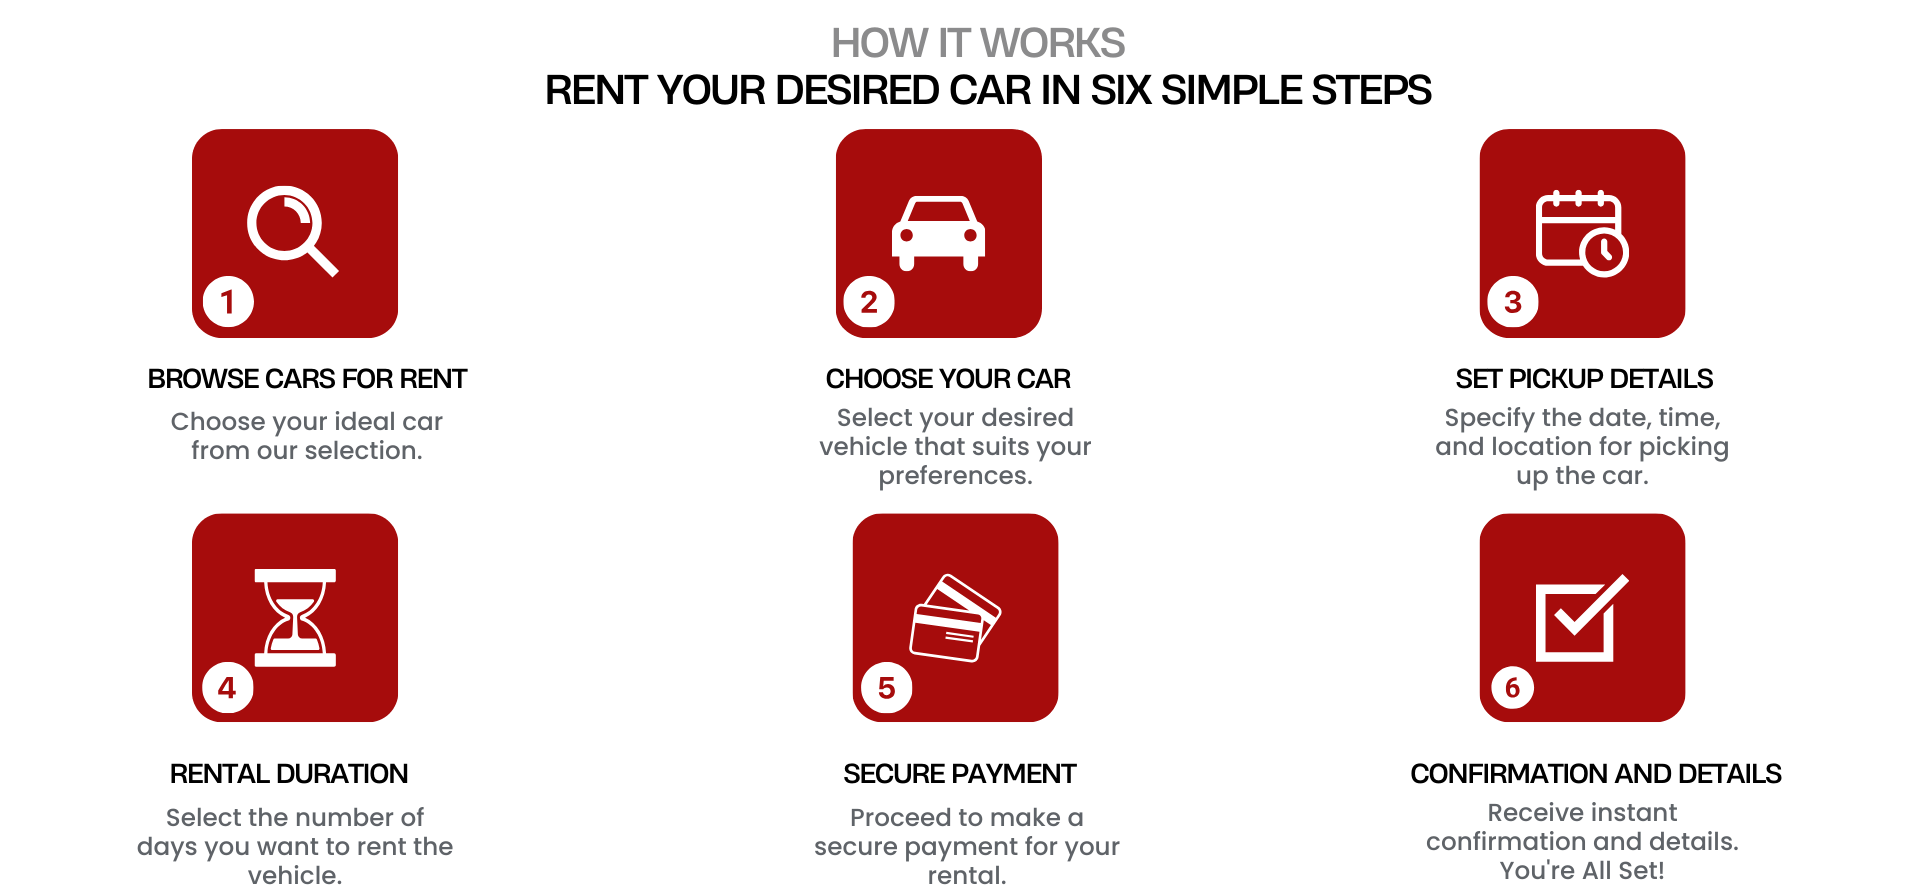 HOW IT WORKS
RENT YOUR DESIRED CAR IN SIX SIMPLE STEPS
1
BROWSE CARS FOR RENT
Choose your ideal car
from our selection.
2
CHOOSE YOUR CAR
Select your desired
vehicle that suits your
preferences.
3
SET PICKUP DETAILS
Specify the date, time,
and location for picking
up the car.
4
RENTAL DURATION
Select the number of
days you want to rent the
vehicle.
5
SECURE PAYMENT
Proceed to make a
secure payment for your
rental.
6
CONFIRMATION AND DETAILS
Receive instant
confirmation and details.
You're All Set!